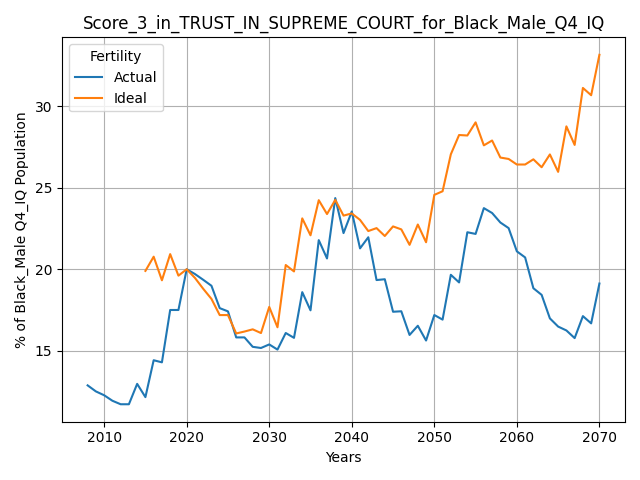 Score_3_in_TRUST_IN_SUPREME_COURT_for_Black_Male_Q4_IQ
Fertility
Actual
Ideal
% of Black_Male Q4_IQ Population
30
25
20
15
2010 2020 2030 2040 2050 2060 2070
Years